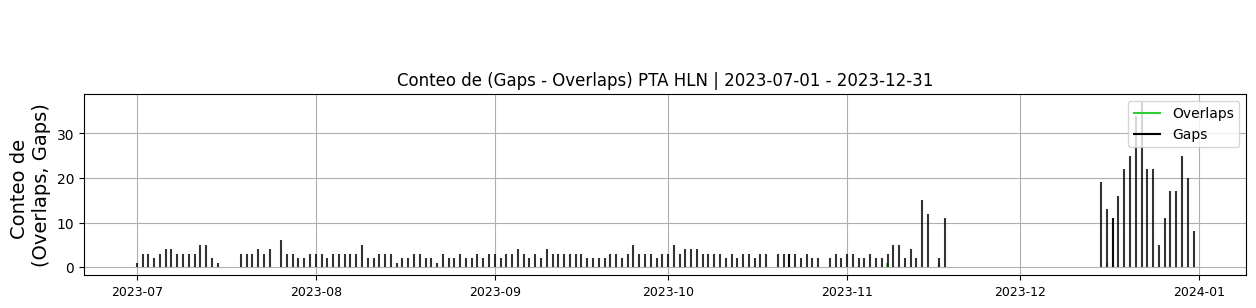 Conteo de (Gaps - Overlaps) PTA HLN | 2023-07-01 - 2023-12-31
Conteo de
(Overlaps, Gaps)
30
20
10
0
Overlaps
Gaps
2023-07
2023-08
2023-09
2023-10
2023-11
2023-12
2024-01